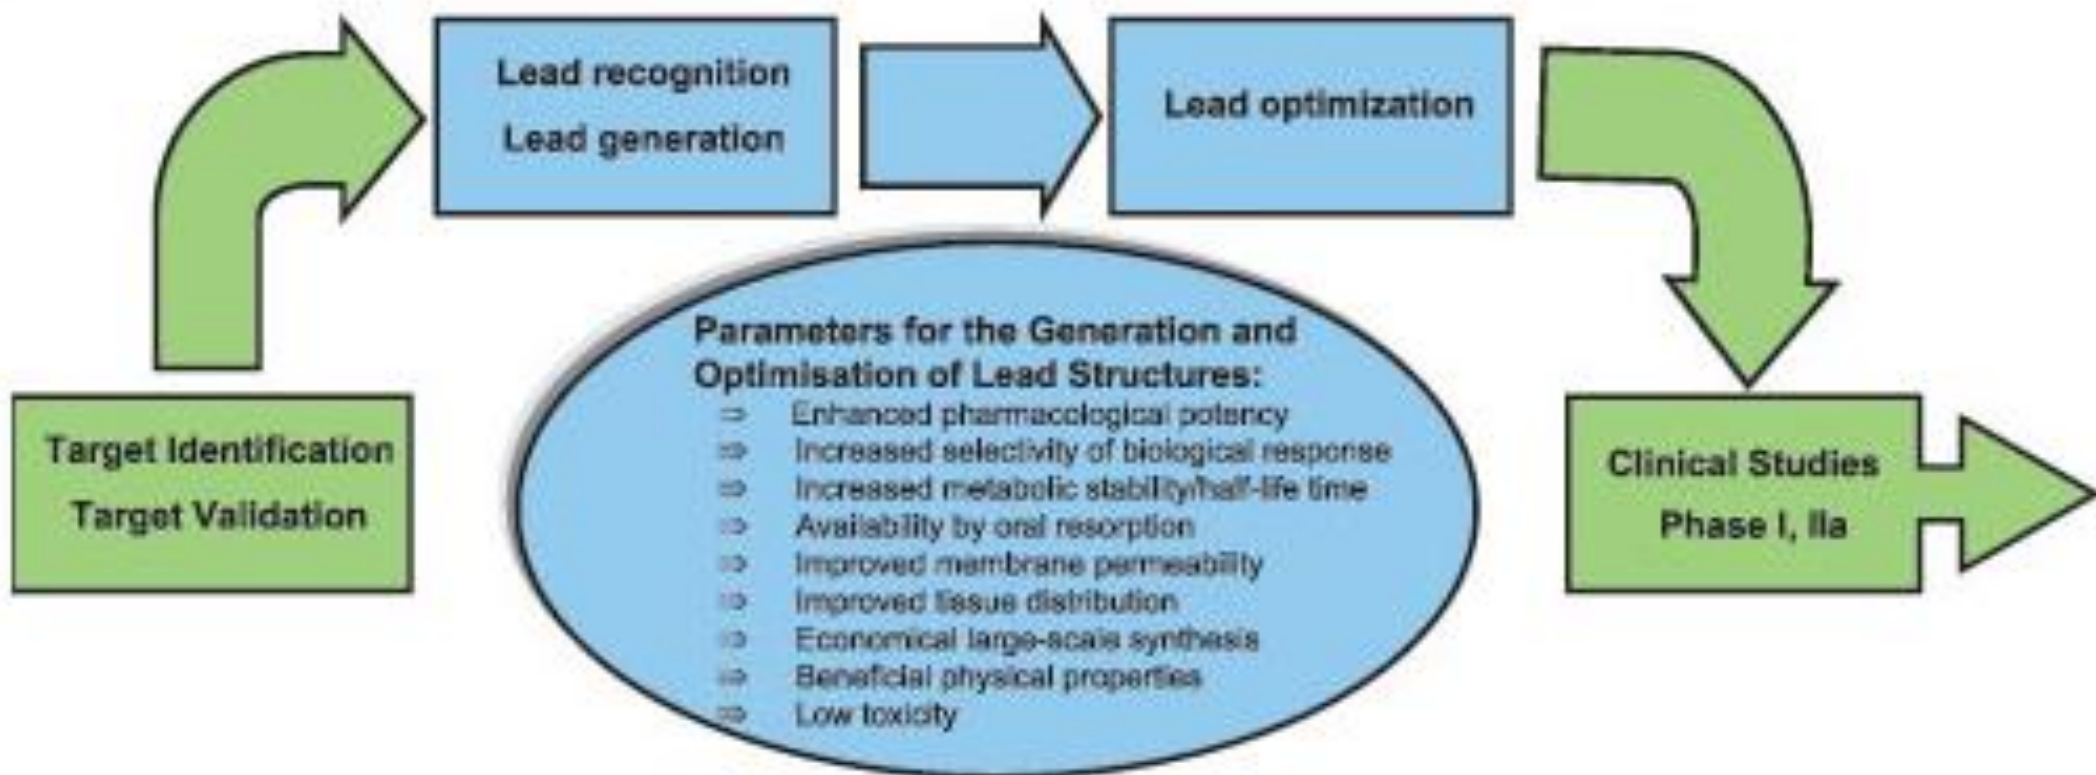 Lead recognition
Lead generation
Lead optimization
Target Identification
Target Validation
Parameters for the Generation and
Optimisation of Lead Structures:
⇒ Enhanced pharmacological potency
⇒ Increased selectivity of biological response
⇒ Increased metabolic stability/half-life time
⇒ Availability by oral resorption
⇒ Improved membrane permeability
⇒ Improved tissue distribution
⇒ Economical large-scale synthesis
⇒ Beneficial physical properties
⇒ Low toxicity
Clinical Studies
Phase I, IIa